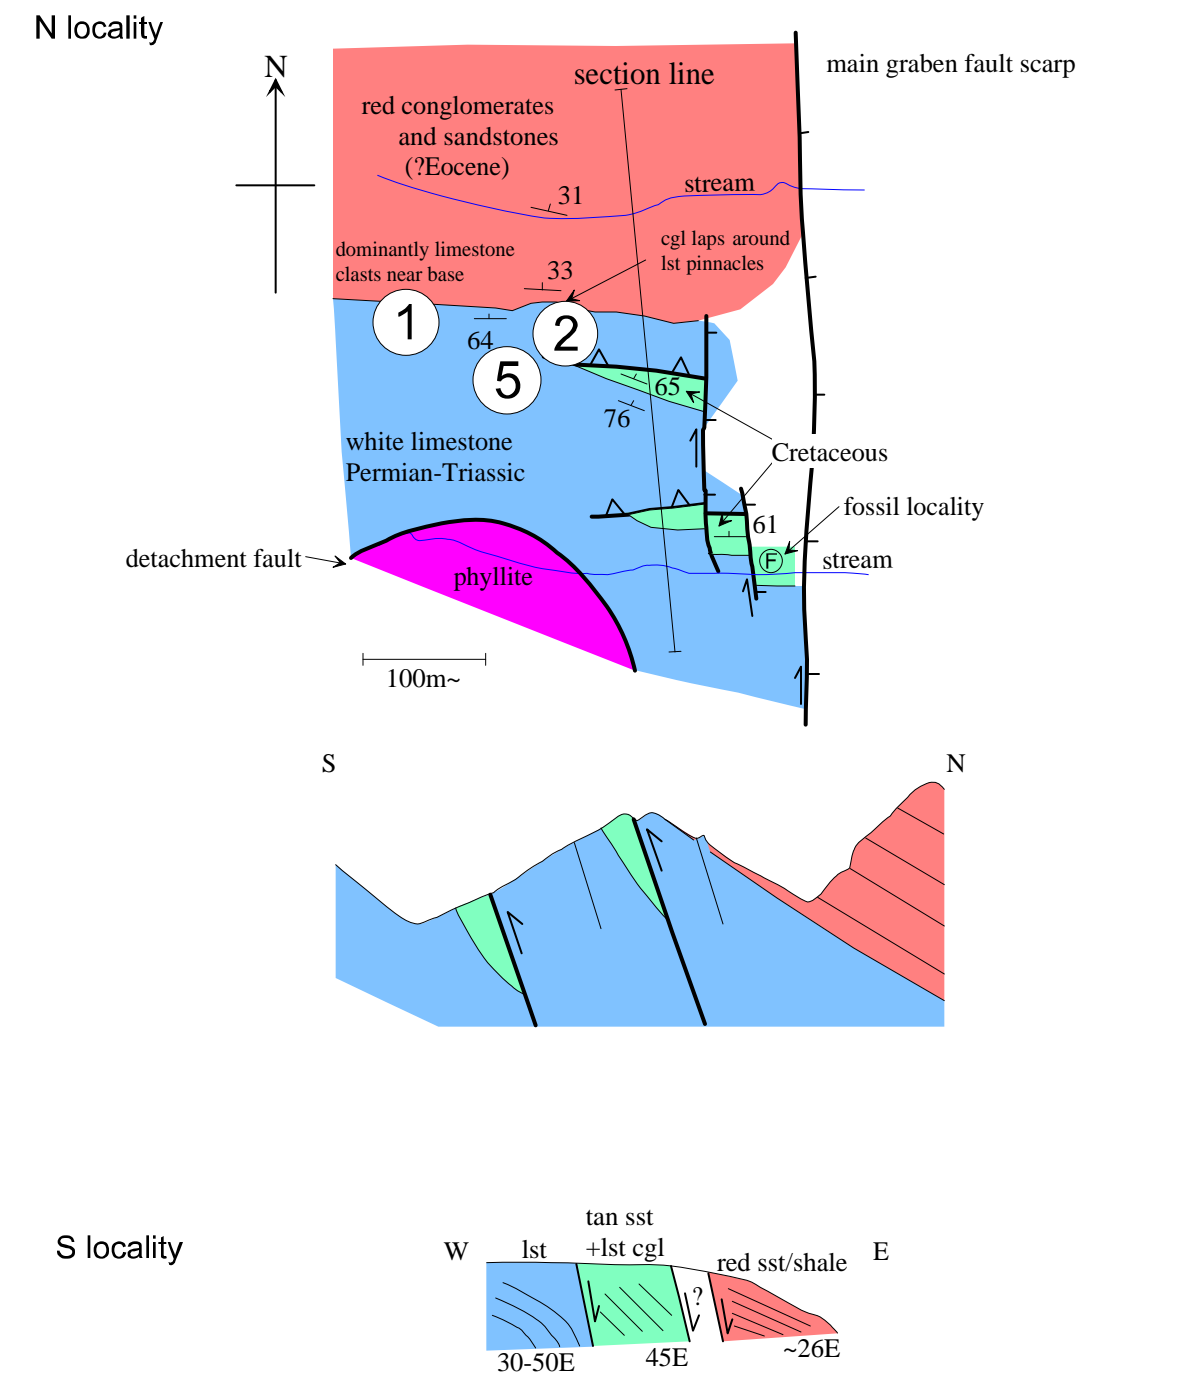 N locality
N
section line
main graben fault scarp
red conglomerates
and sandstones
(?Eocene)
31
stream
cgl laps around
lst pinnacles
dominantly limestone
clasts near base
33
1
64
2
5
65
76
white limestone
Permian-Triassic
Cretaceous
fossil locality
61
detachment fault
F
stream
phyllite
100m~
S
N
S locality
tan sst
W
lst
+lst cgl
red sst/shale
E
?
30-50E
45E
~26E